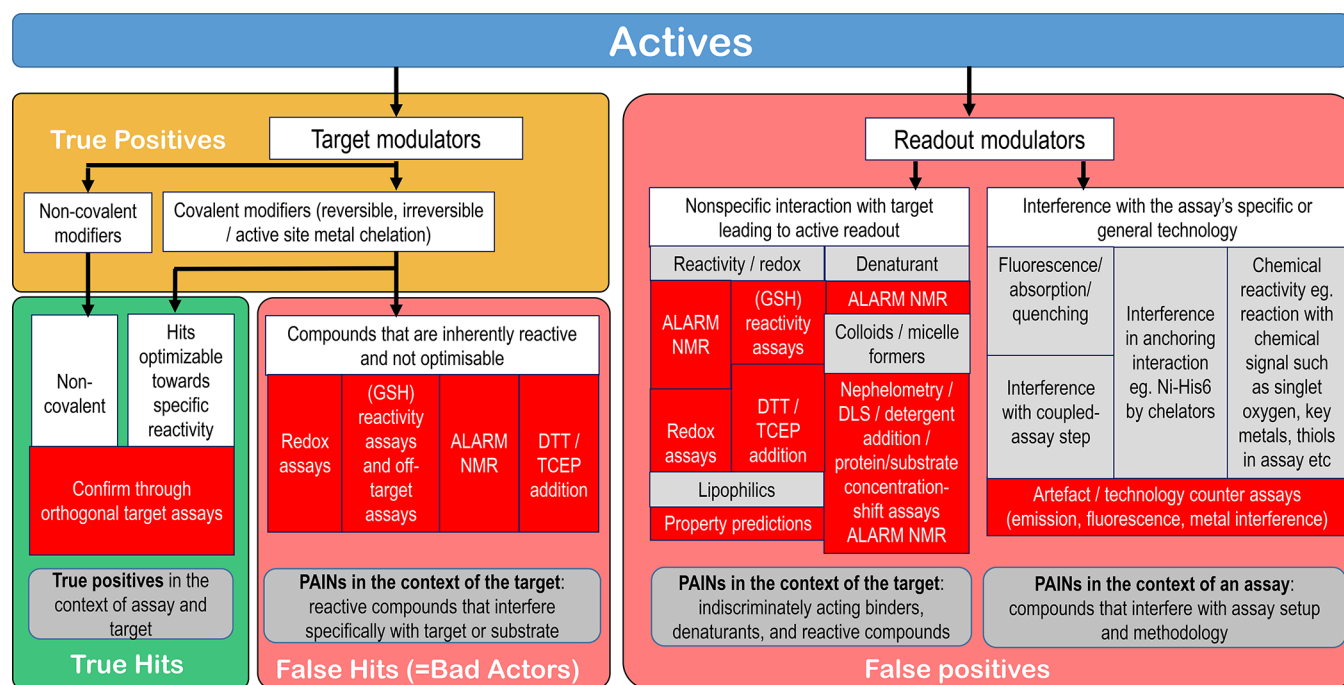 Actives
True Positives
Target modulators
Non-covalent
modifiers
Covalent modifiers (reversible, irreversible
/ active site metal chelation)
Non-
covalent
Hits
optimizable
towards
specific
reactivity
Confirm through
orthogonal target assays
True positives in the
context of assay and
target
True Hits
Compounds that are inherently reactive
and not optimisable
Redox
assays
(GSH)
reactivity
assays
and off-
target
assays
ALARM
NMR
DTT /
TCEP
addition
PAINs in the context of the target:
reactive compounds that interfere
specifically with target or substrate
False Hits (=Bad Actors)
Readout modulators
Nonspecific interaction with target
leading to active readout
Reactivity / redox
ALARM
NMR
(GSH)
reactivity
assays
Redox
assays
DTT /
TCEP
addition
Lipophilics
Property predictions
Denaturant
ALARM NMR
Colloids / micelle
formers
Nephelometry /
DLS / detergent
addition /
protein/substrate
concentration-
shift assays
ALARM NMR
PAINs in the context of the target:
indiscriminately acting binders,
denaturants, and reactive compounds
Interference with the assay's specific or
general technology
Fluorescence/
absorption/
quenching
Interference
with coupled-
assay step
Interference
in anchoring
interaction
eg. Ni-His6
by chelators
Chemical
reactivity eg.
reaction with
chemical
signal such
as singlet
oxygen, key
metals, thiols
in assay etc
Artefact / technology counter assays
(emission, fluorescence, metal interference)
PAINs in the context of an assay:
compounds that interfere with assay setup
and methodology
False positives